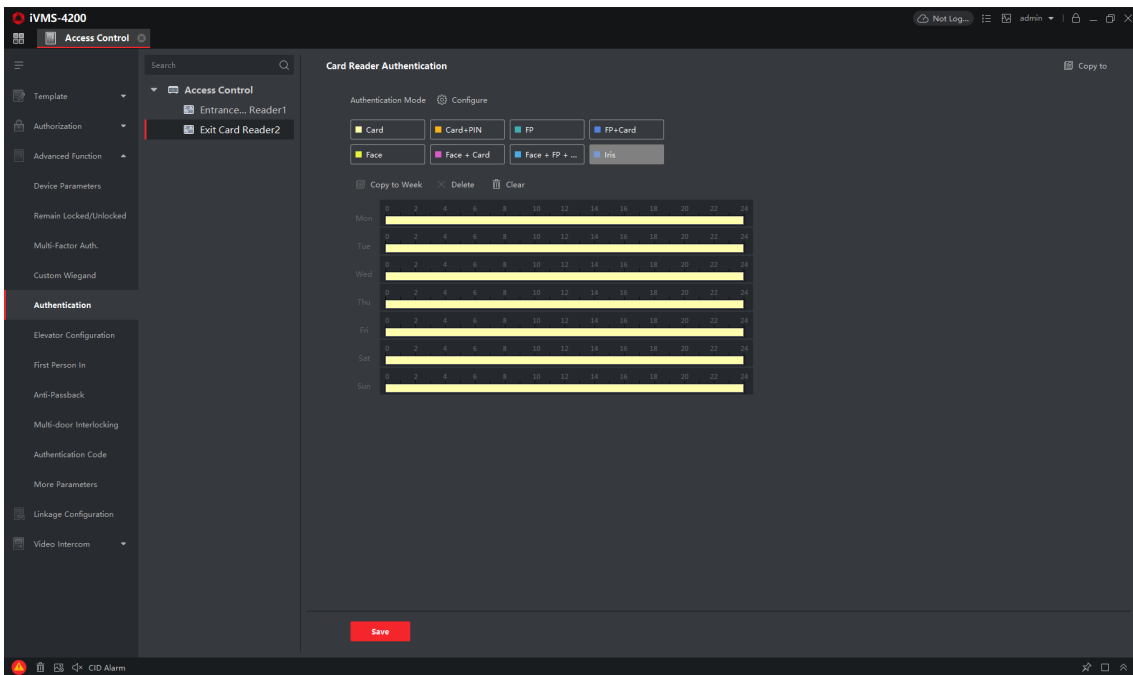 iVMS-4200
Not Log...
admin
Access Control
Search
Card Reader Authentication
Copy to
Template
Authorization
Advanced Function
Device Parameters
Remain Locked/Unlocked
Multi-Factor Auth.
Custom Wiegand
Authentication
Elevator Configuration
First Person In
Anti-Passback
Multi-door Interlocking
Authentication Code
More Parameters
Linkage Configuration
Video Intercom
Access Control
Entrance... Reader1
Exit Card Reader2
Authentication Mode Configure
Card Card+PIN FP FP+Card
Face Face + Card Face + FP + ... Iris
Copy to Week Delete Clear
0 2 4 6 8 10 12 14 16 18 20 22 24
Mon
0 2 4 6 8 10 12 14 16 18 20 22 24
Tue
0 2 4 6 8 10 12 14 16 18 20 22 24
Wed
0 2 4 6 8 10 12 14 16 18 20 22 24
Thu
0 2 4 6 8 10 12 14 16 18 20 22 24
Fri
0 2 4 6 8 10 12 14 16 18 20 22 24
Sat
0 2 4 6 8 10 12 14 16 18 20 22 24
Sun
Save
CID Alarm